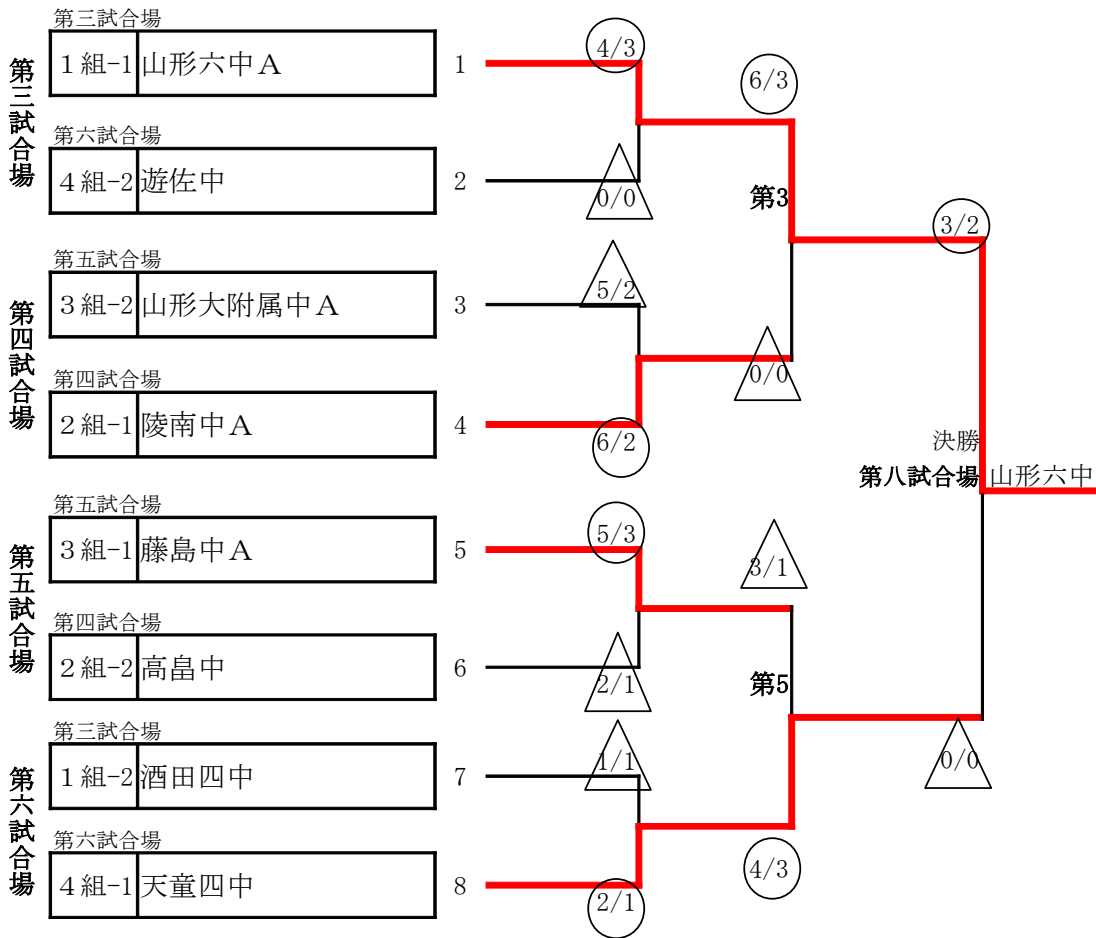 第三試合場
第三試合場
1組-1 山形六中A
1
4/3
6/3
第六試合場
4組-2 遊佐中
2
0/0
第3
3/2
第四試合場
第五試合場
3組-2 山形大附属中A
3
5/2
0/0
第四試合場
2組-1 陵南中A
4
6/2
決勝
第八試合場
山形六中
第五試合場
第五試合場
3組-1 藤島中A
5
5/3
3/1
第四試合場
2組-2 高畠中
6
2/1
第5
第六試合場
第三試合場
1組-2 酒田四中
7
1/1
0/0
第六試合場
4組-1 天童四中
8
2/1
4/3